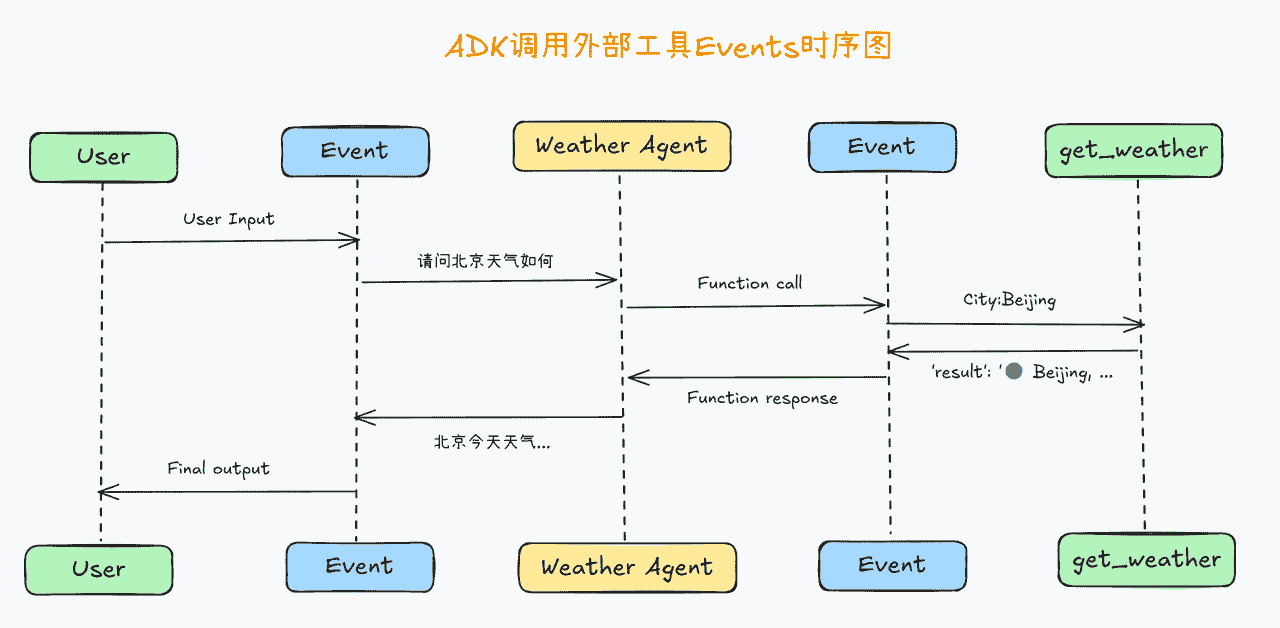 ADK调用外部工具Events时序图
User
Event
Weather Agent
Event
get_weather
User Input
请问北京天气如何
Function call
City:Beijing
'result': '🌑 Beijing, ...
Function response
北京今天天气...
Final output
User
Event
Weather Agent
Event
get_weather